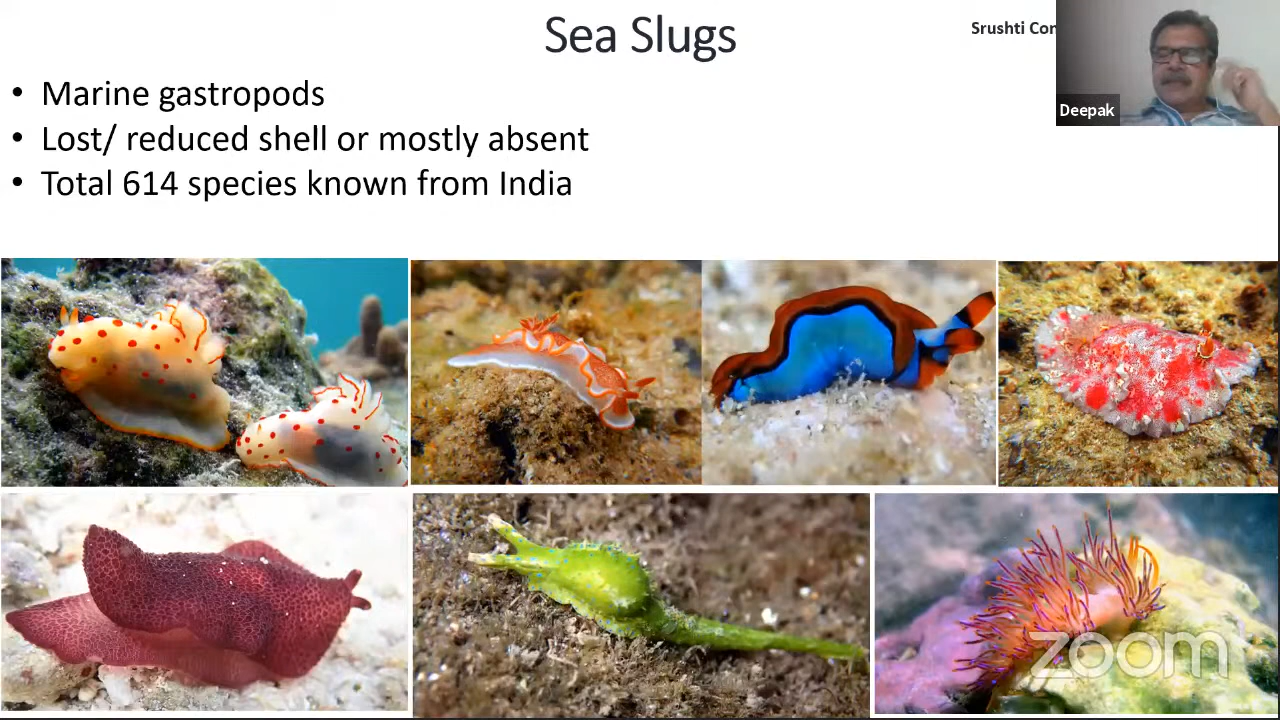 Sea Slugs
Srushti
Deepak
• Marine gastropods
• Lost/ reduced shell or mostly absent
• Total 614 species known from India
zoom